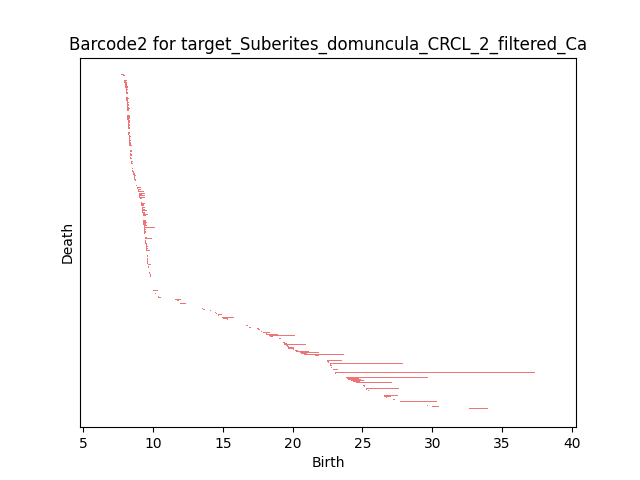 Barcode2 for target_Suberites_domuncula_CRCL_2_filtered_Ca
Death
5 10 15 20 25 30 35 40
Birth